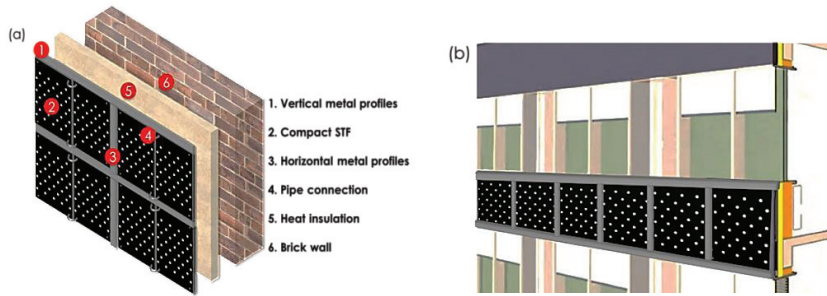 (a)
1
2
3
4
5
6
1. Vertical metal profiles
2. Compact STF
3. Horizontal metal profiles
4. Pipe connection
5. Heat insulation
6. Brick wall
(b)